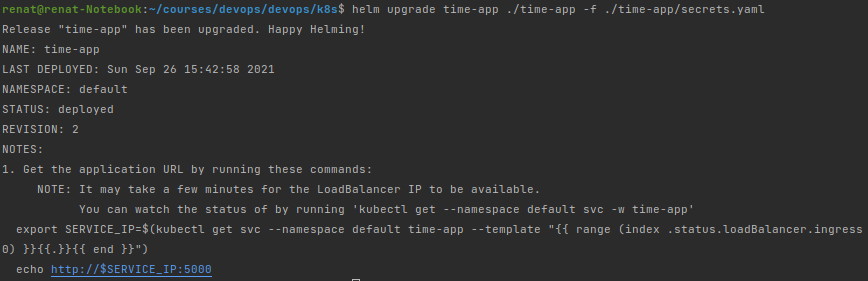 renat@renat-Notebook:~/courses/devops/devops/k8s$ helm upgrade time-app ./time-app -f ./time-app/secrets.yaml
Release "time-app" has been upgraded. Happy Helming!
NAME: time-app
LAST DEPLOYED: Sun Sep 26 15:42:58 2021
NAMESPACE: default
STATUS: deployed
REVISION: 2
NOTES:
1. Get the application URL by running these commands:
     NOTE: It may take a few minutes for the LoadBalancer IP to be available.
           You can watch the status of by running 'kubectl get --namespace default svc -w time-app'
  export SERVICE_IP=$(kubectl get svc --namespace default time-app --template "{{ range (index .status.loadBalancer.ingress
0) }}{{.}}{{ end }}")
  echo http://$SERVICE_IP:5000